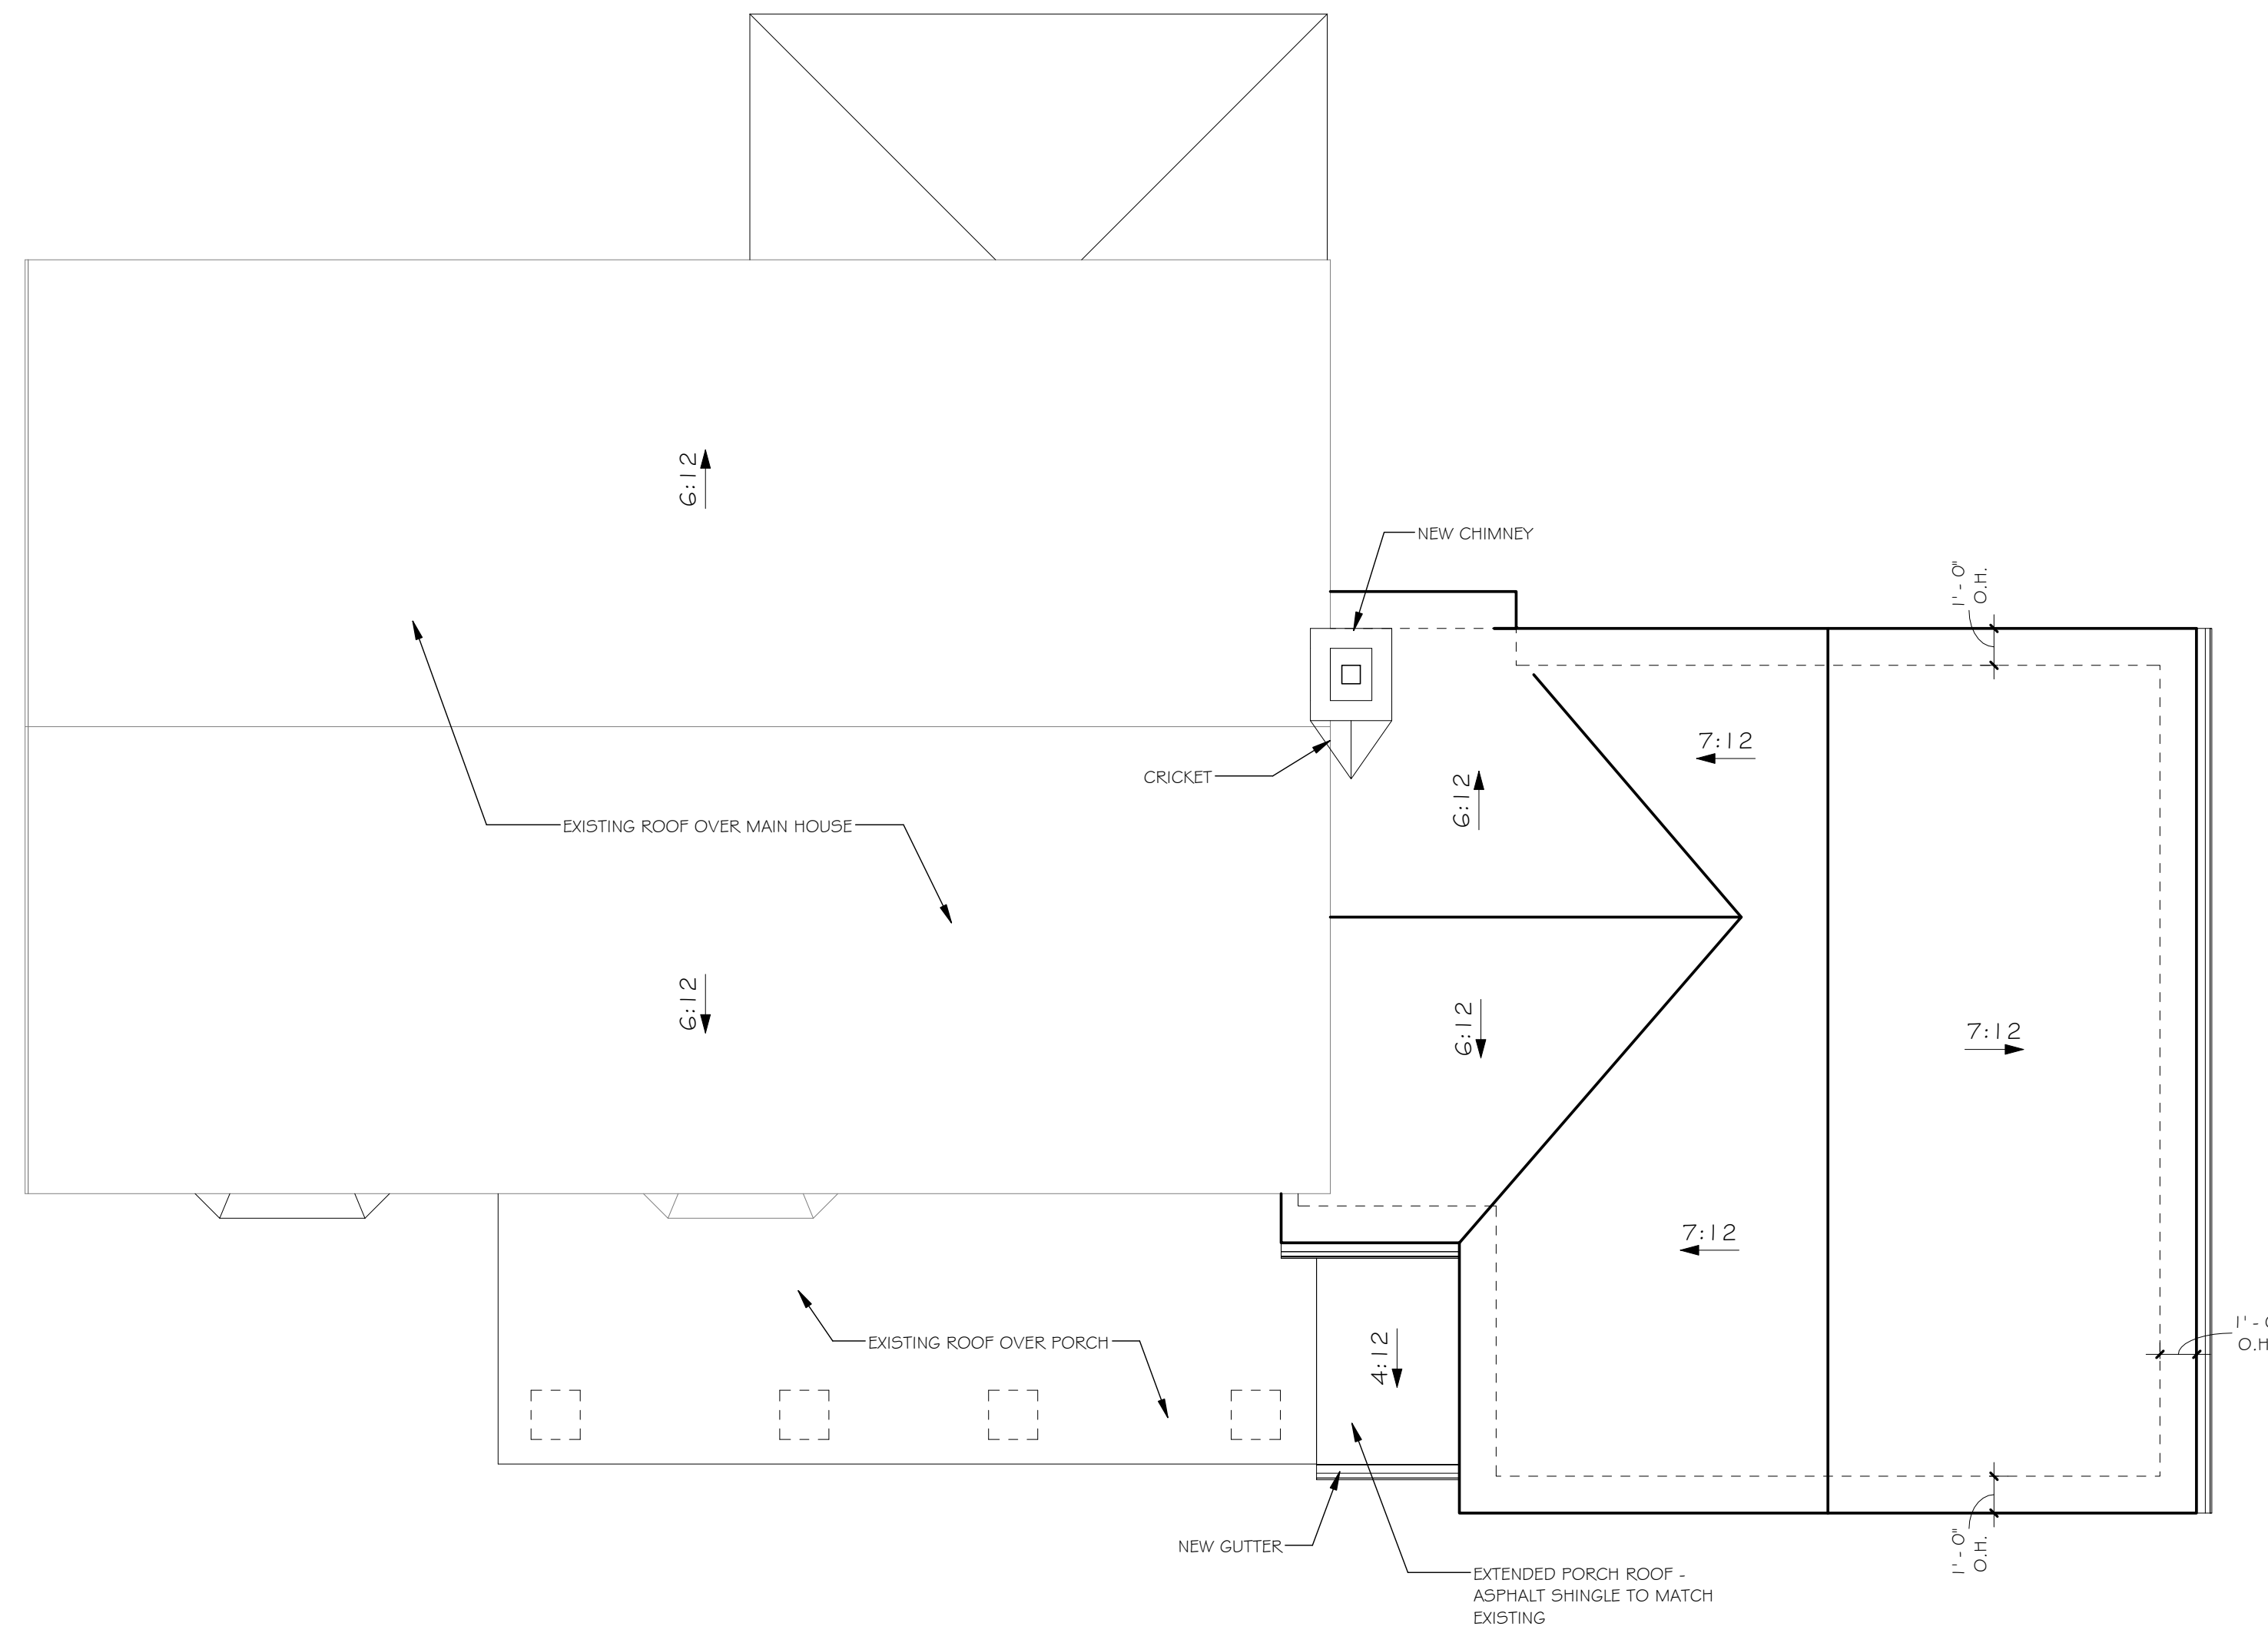 6:12
NEW CHIMNEY
1'-0"
O.H.
7:12
CRICKET
6:12
EXISTING ROOF OVER MAIN HOUSE
6:12
6:12
7:12
7:12
EXISTING ROOF OVER PORCH
4:12
O.H
NEW GUTTER
1'-0"
O.H.
EXTENDED PORCH ROOF -
ASPHALT SHINGLE TO MATCH
EXISTING